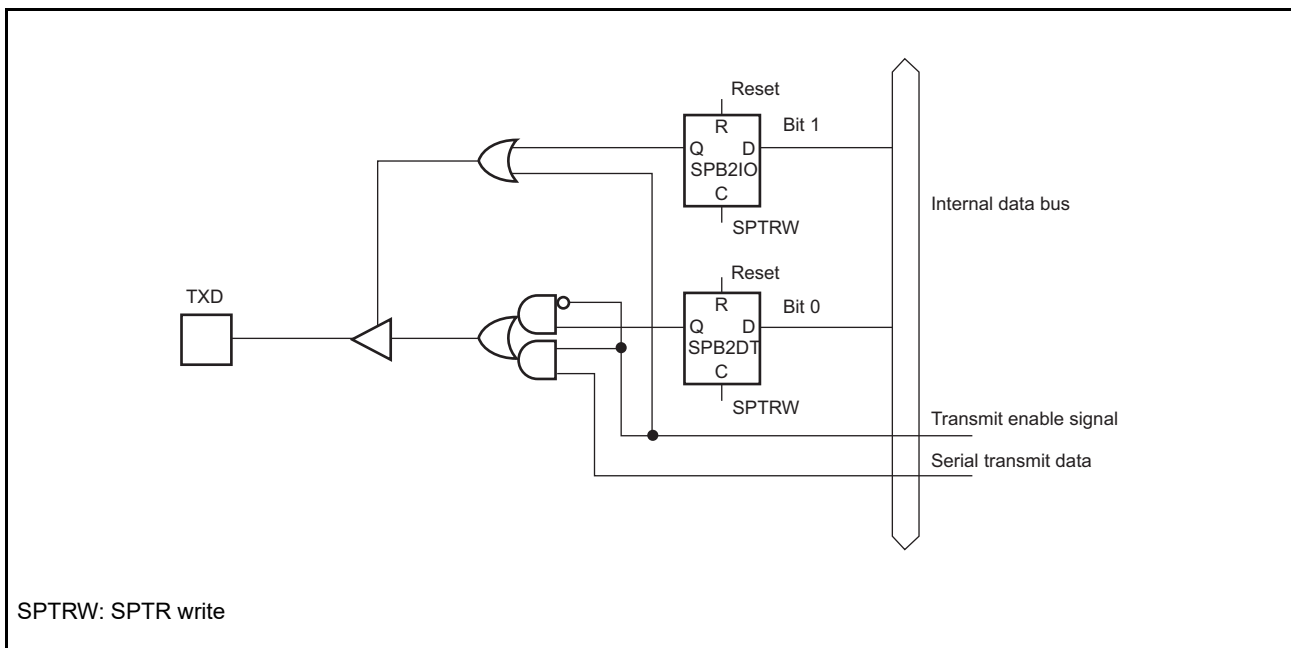 Reset
R
Bit 1
Q D
SPB2IO
C
SPTRW
Internal data bus
Reset
R
Bit 0
TXD
Q D
SPB2DT
C
SPTRW
Transmit enable signal
Serial transmit data
SPTRW: SPTR write